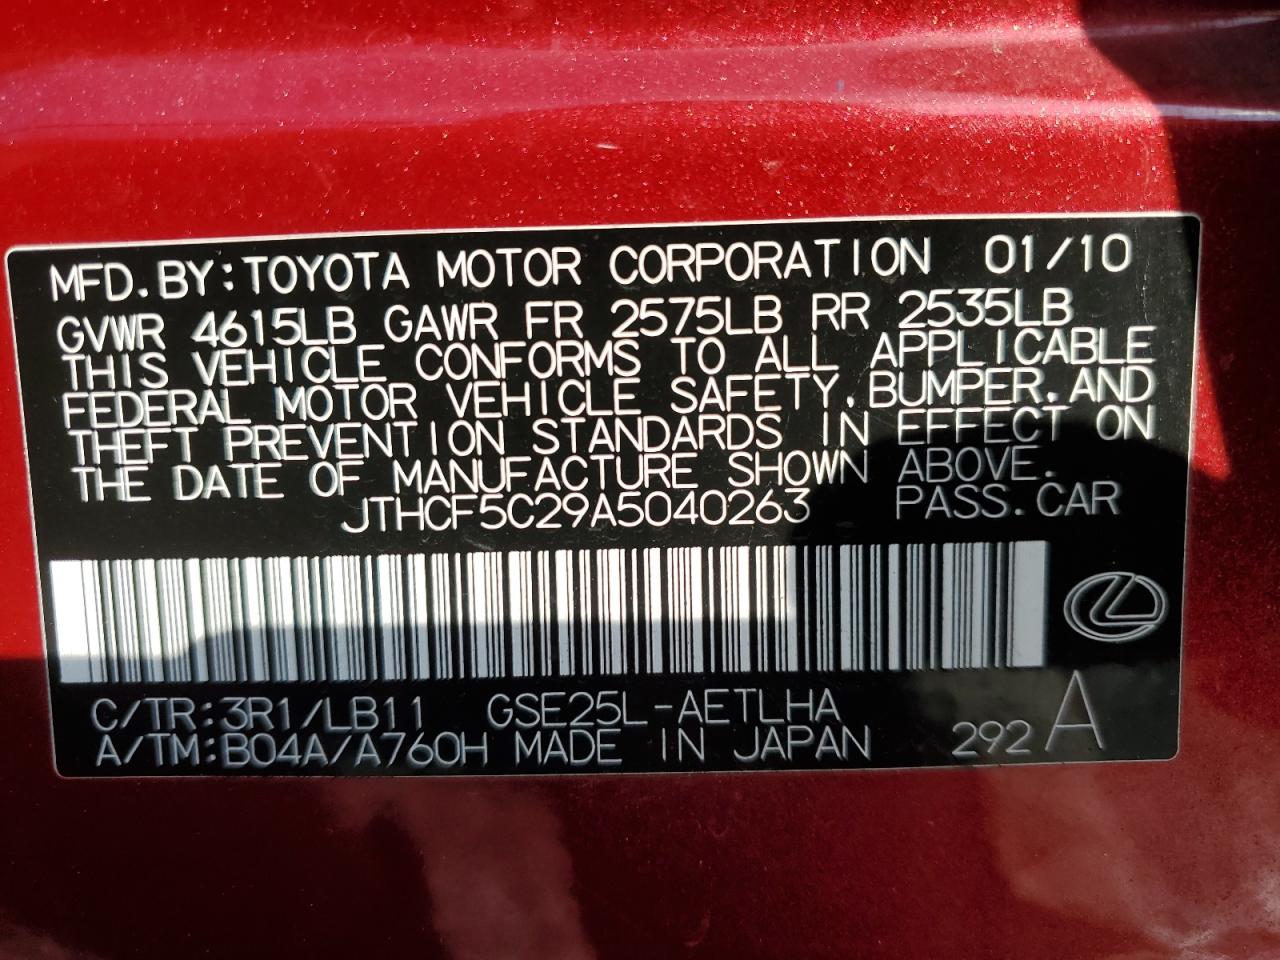 MFD. BY: TOYOTA MOTOR CORPORATION 01/10
GVWR 4615LB GAWR FR 2575LB RR 2535LB
THIS VEHICLE CONFORMS TO ALL APPLICABLE
FEDERAL MOTOR VEHICLE SAFETY, BUMPER, AND
THEFT PREVENTION STANDARDS IN EFFECT ON
THE DATE OF MANUFACTURE SHOWN ABOVE.
JTHCF5C29A5040263 PASS. CAR
C/TR: 3R1/LB11 GSE25L-AETLHA
A/TM: B04A/A760H MADE IN JAPAN 292 A